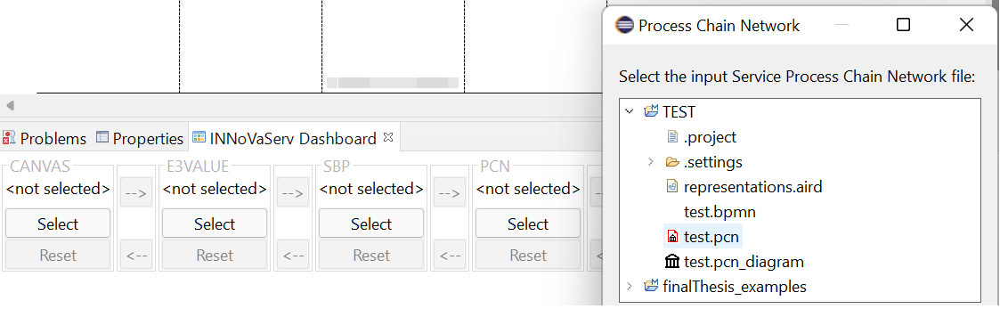 Process Chain Network
Select the input Service Process Chain Network file:
TEST
.project
.settings
representations.aird
test.bpmn
test.pcn
test.pcn_diagram
finalThesis_examples
Problems Properties INNoVaServ Dashboard
CANVAS E3VALUE SBP PCN
<not selected> --> <not selected> --> <not selected> --> <not selected>
Select Select Select Select
Reset <-- Reset <-- Reset <-- Reset